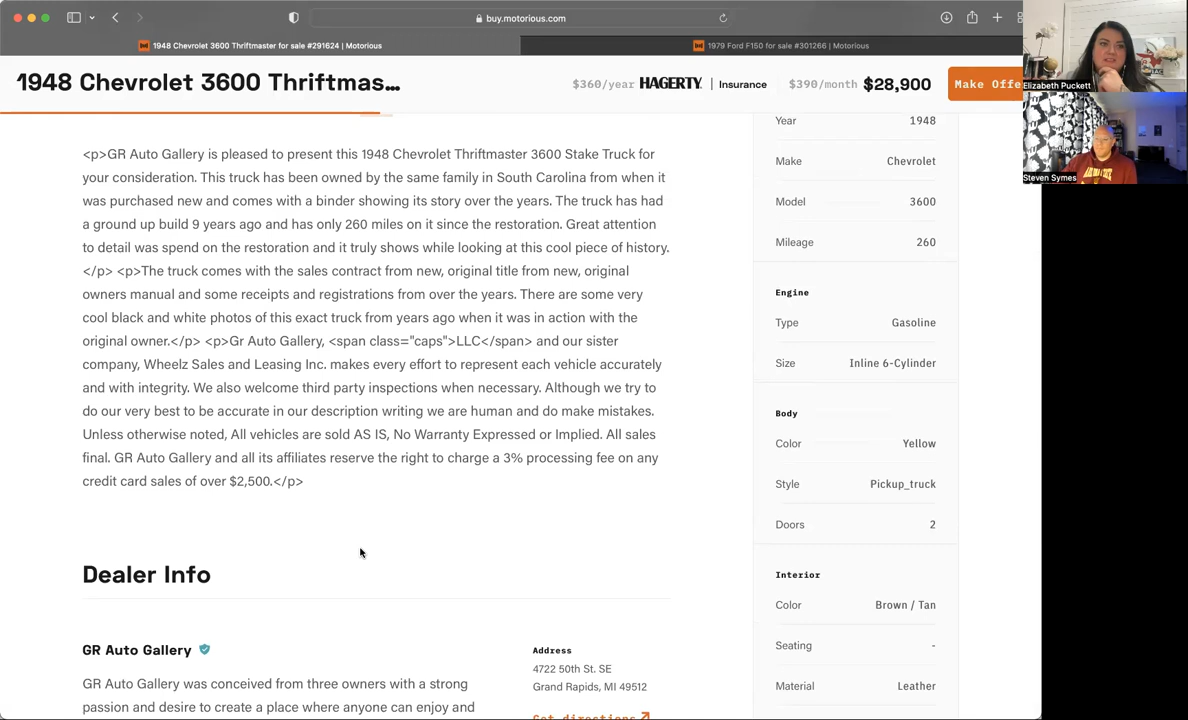 buy.motorious.com
1948 Chevrolet 3600 Thriftmaster for sale #291624 | Motorious
1979 Ford F150 for sale #301266 | Motorious
1948 Chevrolet 3600 Thriftmas...
$360/year HAGERTY | Insurance
$390/month $28,900
Make Offe
Elizabeth Puckett
Steven Symes
<p>GR Auto Gallery is pleased to present this 1948 Chevrolet Thriftmaster 3600 Stake Truck for
your consideration. This truck has been owned by the same family in South Carolina from when it
was purchased new and comes with a binder showing its story over the years. The truck has had
a ground up build 9 years ago and has only 260 miles on it since the restoration. Great attention
to detail was spend on the restoration and it truly shows while looking at this cool piece of history.
</p> <p>The truck comes with the sales contract from new, original title from new, original
owners manual and some receipts and registrations from over the years. There are some very
cool black and white photos of this exact truck from years ago when it was in action with the
original owner.</p> <p>Gr Auto Gallery, <span class="caps">LLC</span> and our sister
company, Wheelz Sales and Leasing Inc. makes every effort to represent each vehicle accurately
and with integrity. We also welcome third party inspections when necessary. Although we try to
do our very best to be accurate in our description writing we are human and do make mistakes.
Unless otherwise noted, All vehicles are sold AS IS, No Warranty Expressed or Implied. All sales
final. GR Auto Gallery and all its affiliates reserve the right to charge a 3% processing fee on any
credit card sales of over $2,500.</p>
Dealer Info
GR Auto Gallery
GR Auto Gallery was conceived from three owners with a strong
passion and desire to create a place where anyone can enjoy and
Address
4722 50th St. SE
Grand Rapids, MI 49512
Get directions
Year 1948
Make Chevrolet
Model 3600
Mileage 260
Engine
Type Gasoline
Size Inline 6-Cylinder
Body
Color Yellow
Style Pickup_truck
Doors 2
Interior
Color Brown / Tan
Seating -
Material Leather